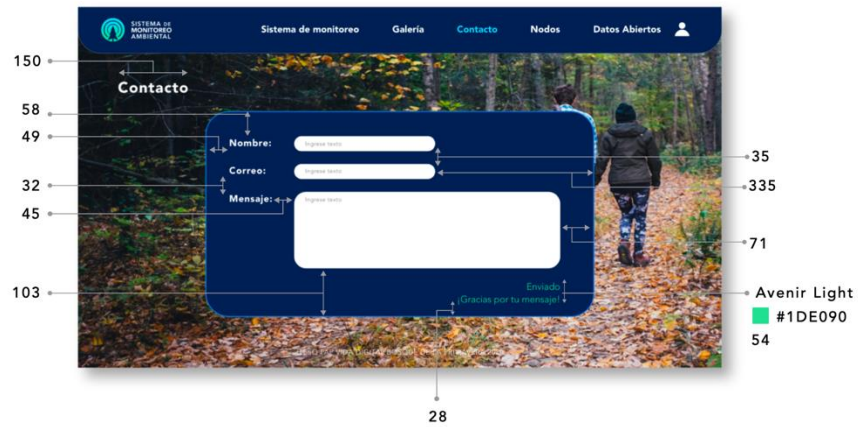 SISTEMA DE
MONITOREO
AMBIENTAL
Sistema de monitoreo
Galería
Contacto
Nodos
Datos Abiertos
150
Contacto
58
49
Nombre:
Ingrese texto
35
Correo:
Ingrese texto
32
335
Mensaje:
Ingrese texto
45
71
103
Enviado
¡Gracias por tu mensaje!
Avenir Light
#1DE090
54
28